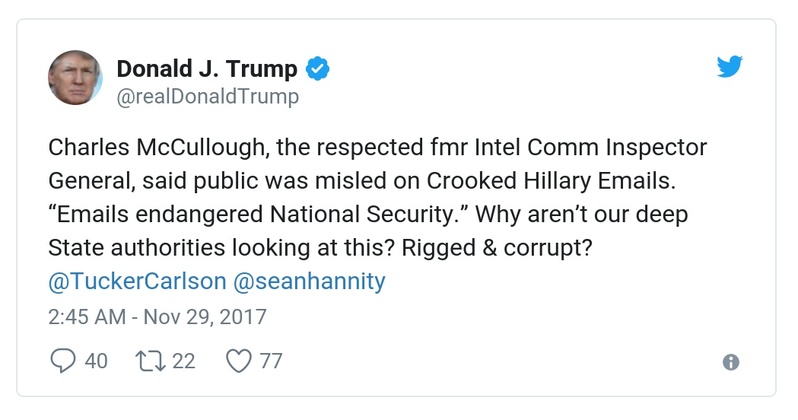 Donald J. Trump
@realDonaldTrump
Charles McCullough, the respected fmr Intel Comm Inspector
General, said public was misled on Crooked Hillary Emails.
“Emails endangered National Security.” Why aren’t our deep
State authorities looking at this? Rigged & corrupt?
@TuckerCarlson @seanhannity
2:45 AM - Nov 29, 2017
40 22 77